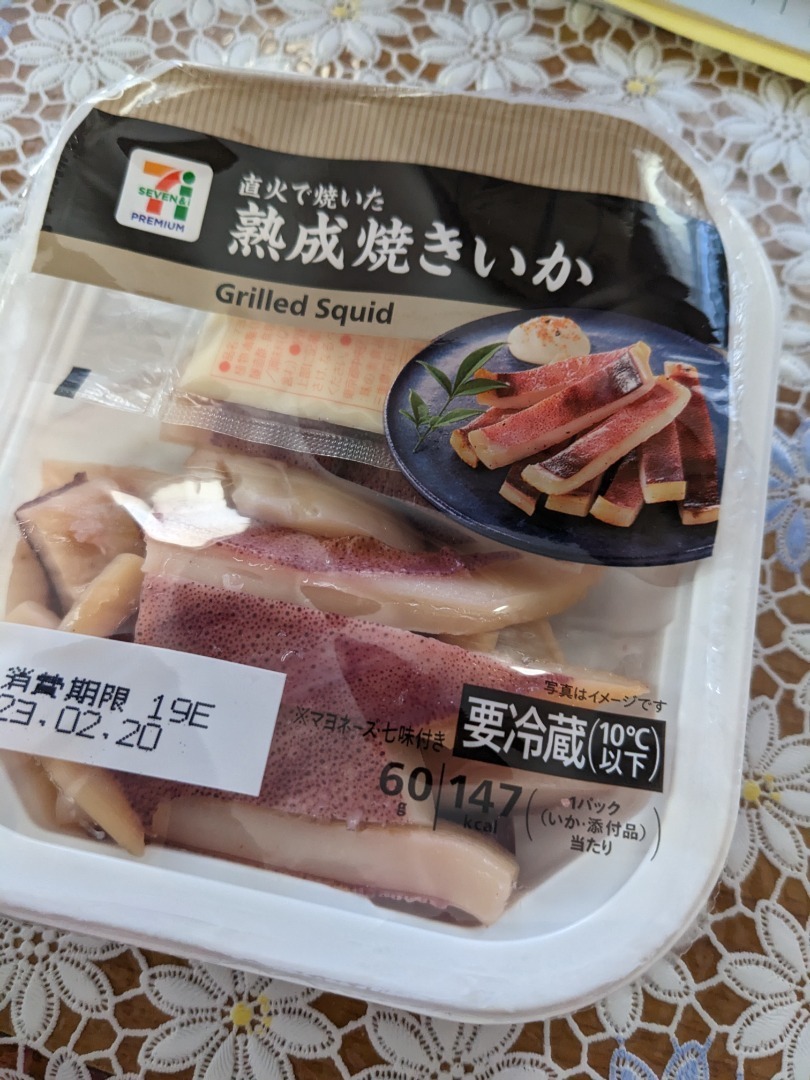 7i
SEVEN&i
PREMIUM
直火で焼いた
熟成焼きいか
Grilled Squid
写真はイメージです
要冷蔵(10℃以下)
※マヨネーズ・七味付き
60g
147kcal
(1パック
(いか・添付品)
当たり)
消費期限 19E
23.02.20